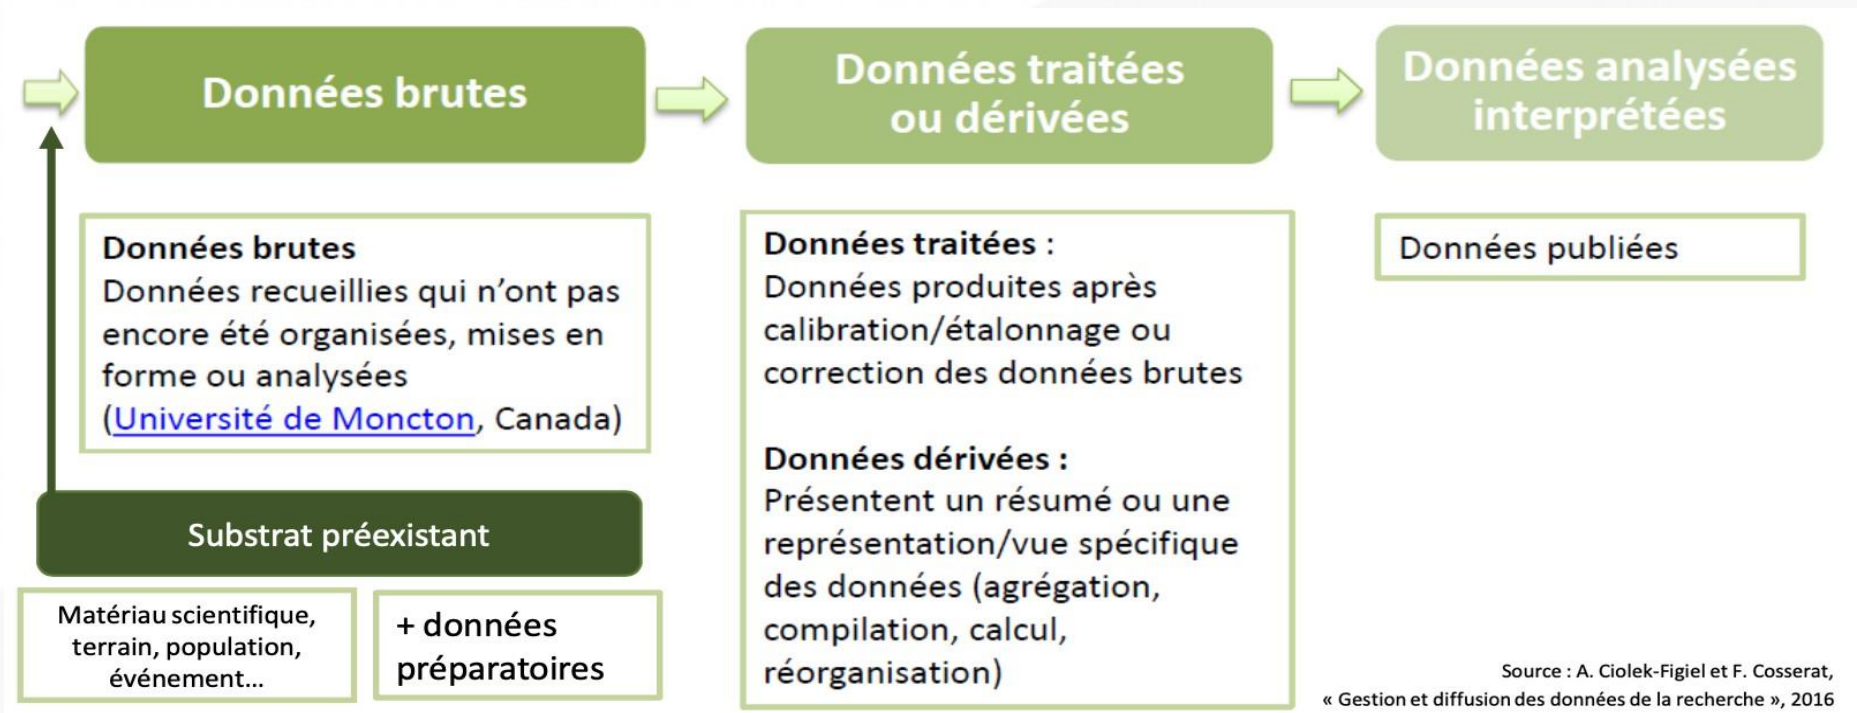 Données brutes
Données traitées
ou dérivées
Données analysées
interprétées
Données brutes
Données recueillies qui n’ont pas
encore été organisées, mises en
forme ou analysées
(Université de Moncton, Canada)
Substrat préexistant
Matériau scientifique,
terrain, population,
événement...
+ données
préparatoires
Données traitées :
Données produites après
calibration/étalonnage ou
correction des données brutes
Données dérivées :
Présentent un résumé ou une
représentation/vue spécifique
des données (agrégation,
compilation, calcul,
réorganisation)
Données publiées
Source : A. Ciolek-Figiel et F. Cosserat,
« Gestion et diffusion des données de la recherche », 2016